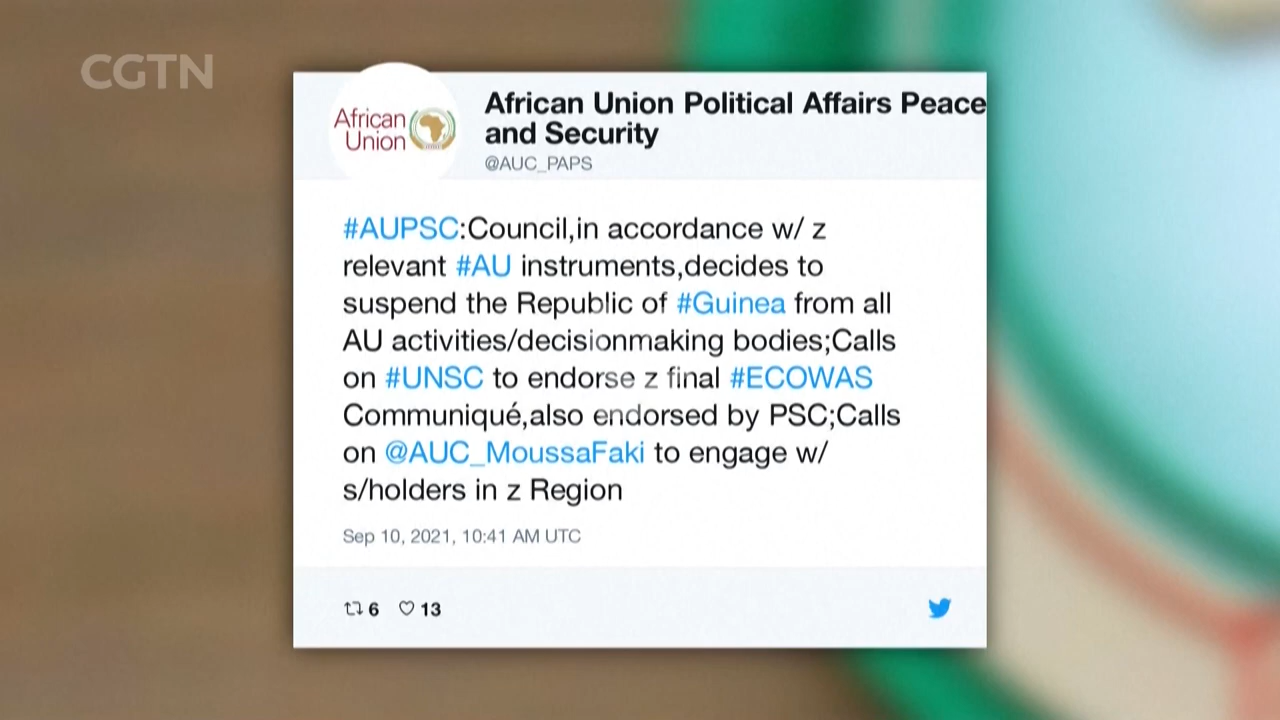 CGTN
African Union
African Union Political Affairs Peace
and Security
@AUC_PAPS
#AUPSC:Council,in accordance w/ z
relevant #AU instruments,decides to
suspend the Republic of #Guinea from all
AU activities/decisionmaking bodies;Calls
on #UNSC to endorse z final #ECOWAS
Communiqué,also endorsed by PSC;Calls
on @AUC_MoussaFaki to engage w/
s/holders in z Region
Sep 10, 2021, 10:41 AM UTC
6 13